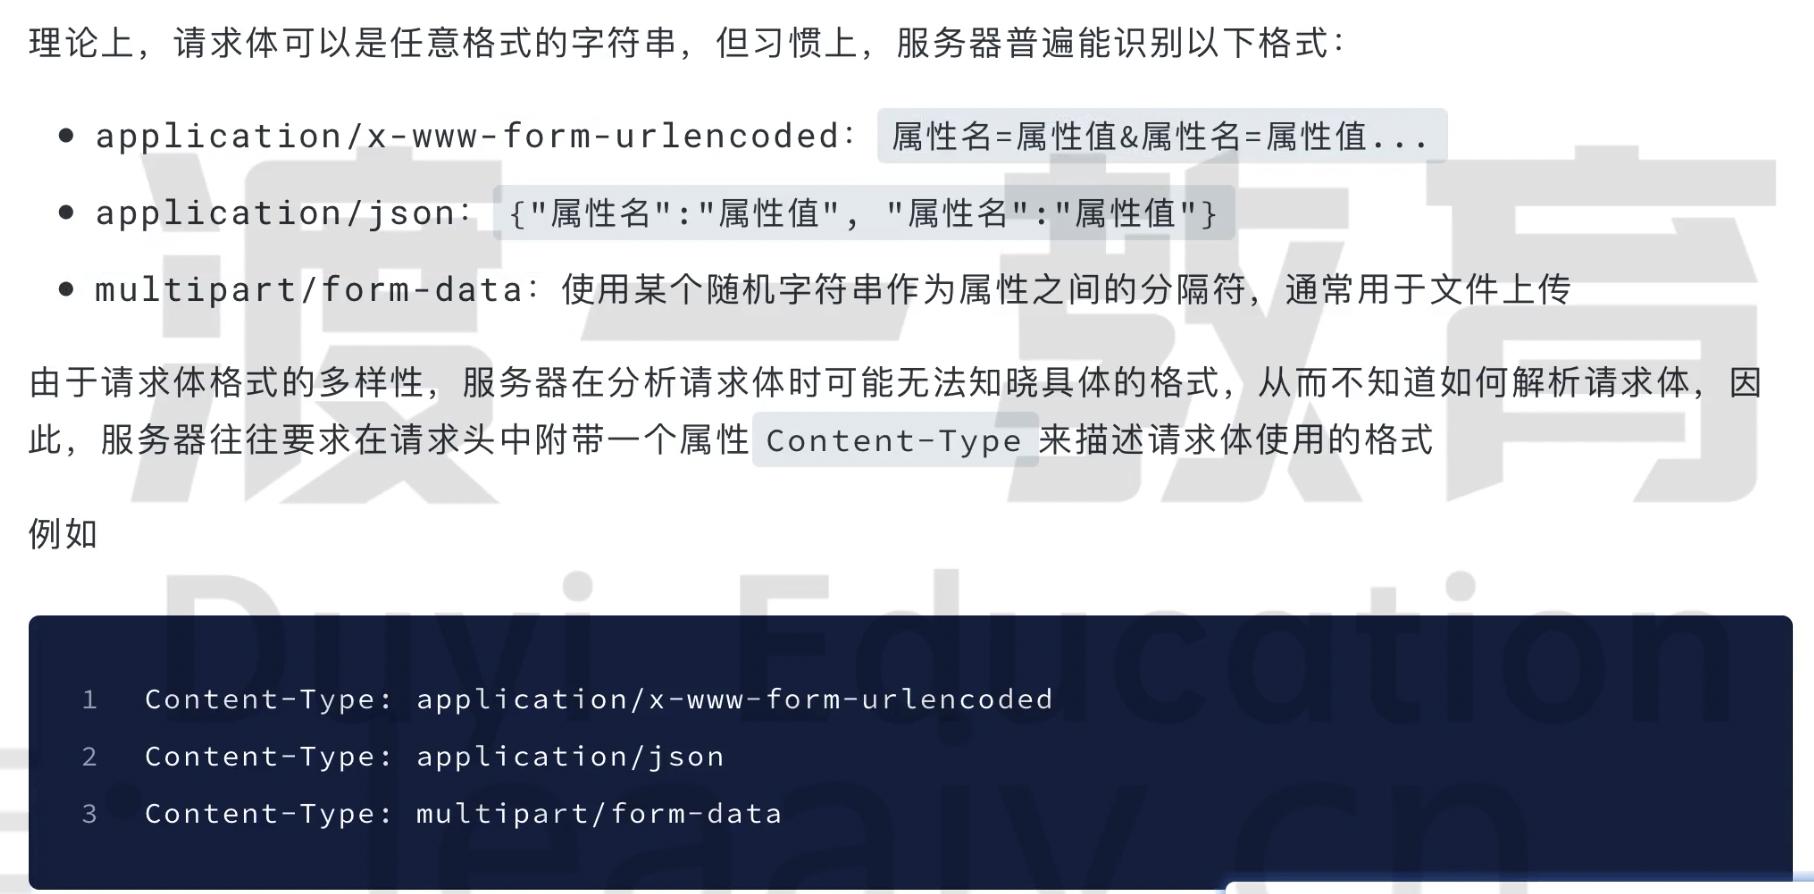 理论上，请求体可以是任意格式的字符串，但习惯上，服务器普遍能识别以下格式：
application/x-www-form-urlencoded： 属性名=属性值&属性名=属性值...
application/json： {"属性名":"属性值", "属性名":"属性值"}
multipart/form-data： 使用某个随机字符串作为属性之间的分隔符，通常用于文件上传
由于请求体格式的多样性，服务器在分析请求体时可能无法知晓具体的格式，从而不知道如何解析请求体，因
此，服务器往往要求在请求头中附带一个属性 Content-Type 来描述请求体使用的格式
例如
1 Content-Type: application/x-www-form-urlencoded
2 Content-Type: application/json
3 Content-Type: multipart/form-data
渡一教育
Duyi Education